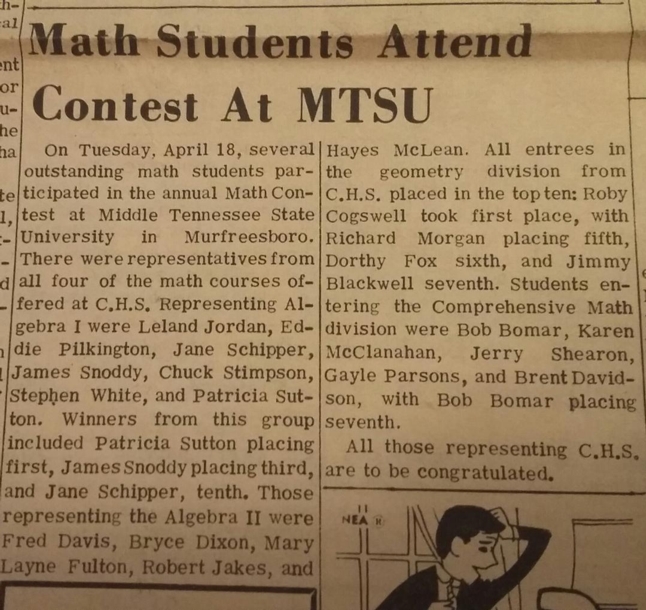 Math Students Attend
Contest At MTSU
On Tuesday, April 18, several
outstanding math students par-
ticipated in the annual Math Con-
test at Middle Tennessee State
University in Murfreesboro.
There were representatives from
all four of the math courses of-
fered at C.H.S. Representing Al-
gebra I were Leland Jordan, Ed-
die Pilkington, Jane Schipper,
James Snoddy, Chuck Stimpson,
Stephen White, and Patricia Sut-
ton. Winners from this group
included Patricia Sutton placing
first, James Snoddy placing third,
and Jane Schipper, tenth. Those
representing the Algebra II were
Fred Davis, Bryce Dixon, Mary
Layne Fulton, Robert Jakes, and
Hayes McLean. All entrees in
the geometry division from
C.H.S. placed in the top ten: Roby
Cogswell took first place, with
Richard Morgan placing fifth,
Dorthy Fox sixth, and Jimmy
Blackwell seventh. Students en-
tering the Comprehensive Math
division were Bob Bomar, Karen
McClanahan, Jerry Shearon,
Gayle Parsons, and Brent David-
son, with Bob Bomar placing
seventh.
All those representing C.H.S.
are to be congratulated.
NEA